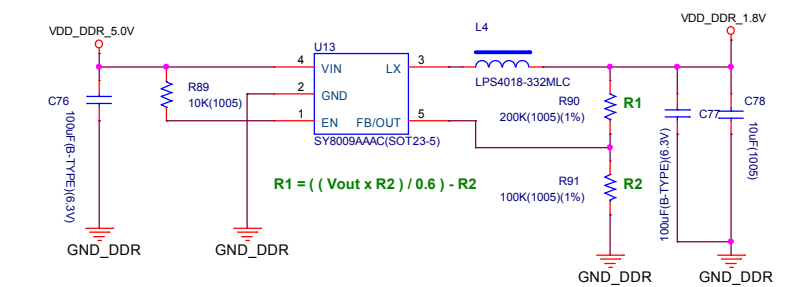 VDD_DDR_5.0V
L4
VDD_DDR_1.8V
U13
4
VIN
LX
3
LPS4018-332MLC
R89
10K(1005)
C76
100uF(B-TYPE)(6.3V)
2
GND
1
EN
FB/OUT
5
SY8009AAAC(SOT23-5)
R90
200K(1005)(1%)
R1
C77
100uF(B-TYPE)(6.3V)
C78
10uF(1005)
R1 = ( ( Vout x R2 ) / 0.6 ) - R2
R91
100K(1005)(1%)
R2
GND_DDR
GND_DDR
GND_DDR
GND_DDR